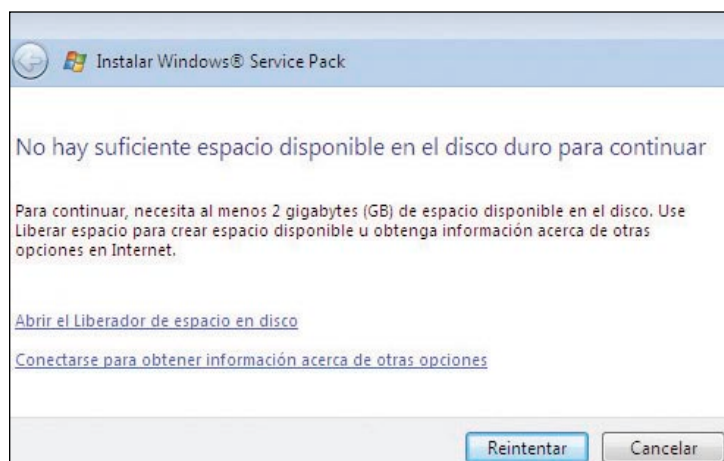 Instalar Windows® Service Pack
No hay suficiente espacio disponible en el disco duro para continuar
Para continuar, necesita al menos 2 gigabytes (GB) de espacio disponible en el disco. Use
Liberar espacio para crear espacio disponible u obtenga información acerca de otras
opciones en Internet.
Abrir el Liberador de espacio en disco
Conectarse para obtener información acerca de otras opciones
Reintentar
Cancelar